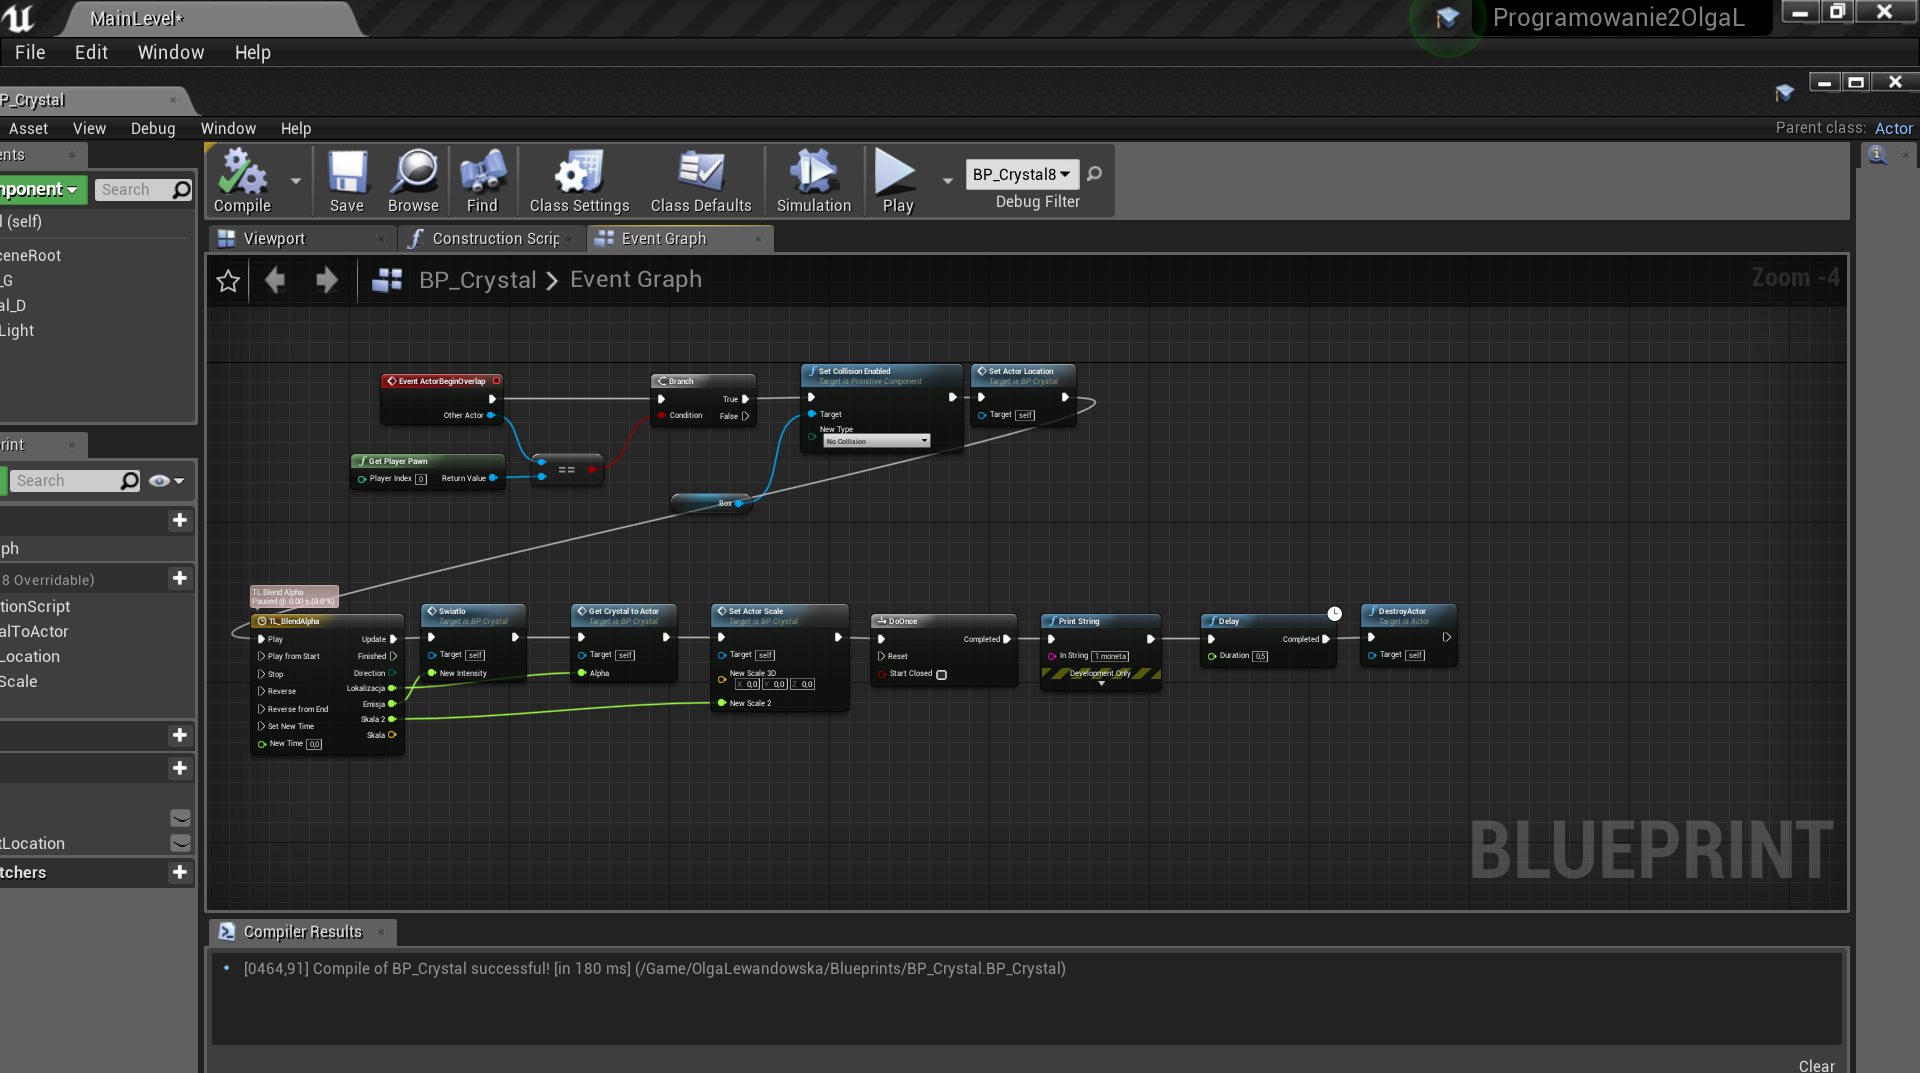 MainLevel*
Programowanie2OlgaL
File Edit Window Help
P_Crystal
Asset View Debug Window Help
Parent class: Actor
ents
mponent
Search
l (self)
ceneRoot
_G
al_D
Light
rint
Search
ph
8 Overridable)
tionScript
alToActor
Location
Scale
tLocation
tchers
Compile
Save
Browse
Find
Class Settings
Class Defaults
Simulation
Play
BP_Crystal8
Debug Filter
Viewport
Construction Scrip
Event Graph
BP_Crystal > Event Graph
Zoom -4
Event ActorBeginOverlap
Other Actor
Get Player Pawn
Player Index 0 Return Value
==
Branch
True
Condition False
Set Collision Enabled
Target is Primitive Component
Target
New Type
No Collision
Set Actor Location
Target is BP Crystal
Target self
Box
TL Blend Alpha
Paused @ 0.00 s (0.0 %)
TL_BlendAlpha
Play Update
Play from Start Finished
Stop Direction
Reverse Lokalizacja
Reverse from End Emisja
Set New Time Skala 2
New Time 0,0 Skala
Swiatlo
Target is BP Crystal
Target self
New Intensity
Get Crystal to Actor
Target is BP Crystal
Target self
Alpha
Set Actor Scale
Target is BP Crystal
Target self
New Scale 3D
X 0,0 Y 0,0 Z 0,0
New Scale 2
DoOnce
Completed
Reset
Start Closed
Print String
In String 1 moneta
Development Only
Delay
Completed
Duration 0,5
DestroyActor
Target is Actor
Target self
BLUEPRINT
Compiler Results
[0464,91] Compile of BP_Crystal successful! [in 180 ms] (/Game/OlgaLewandowska/Blueprints/BP_Crystal.BP_Crystal)
Clear